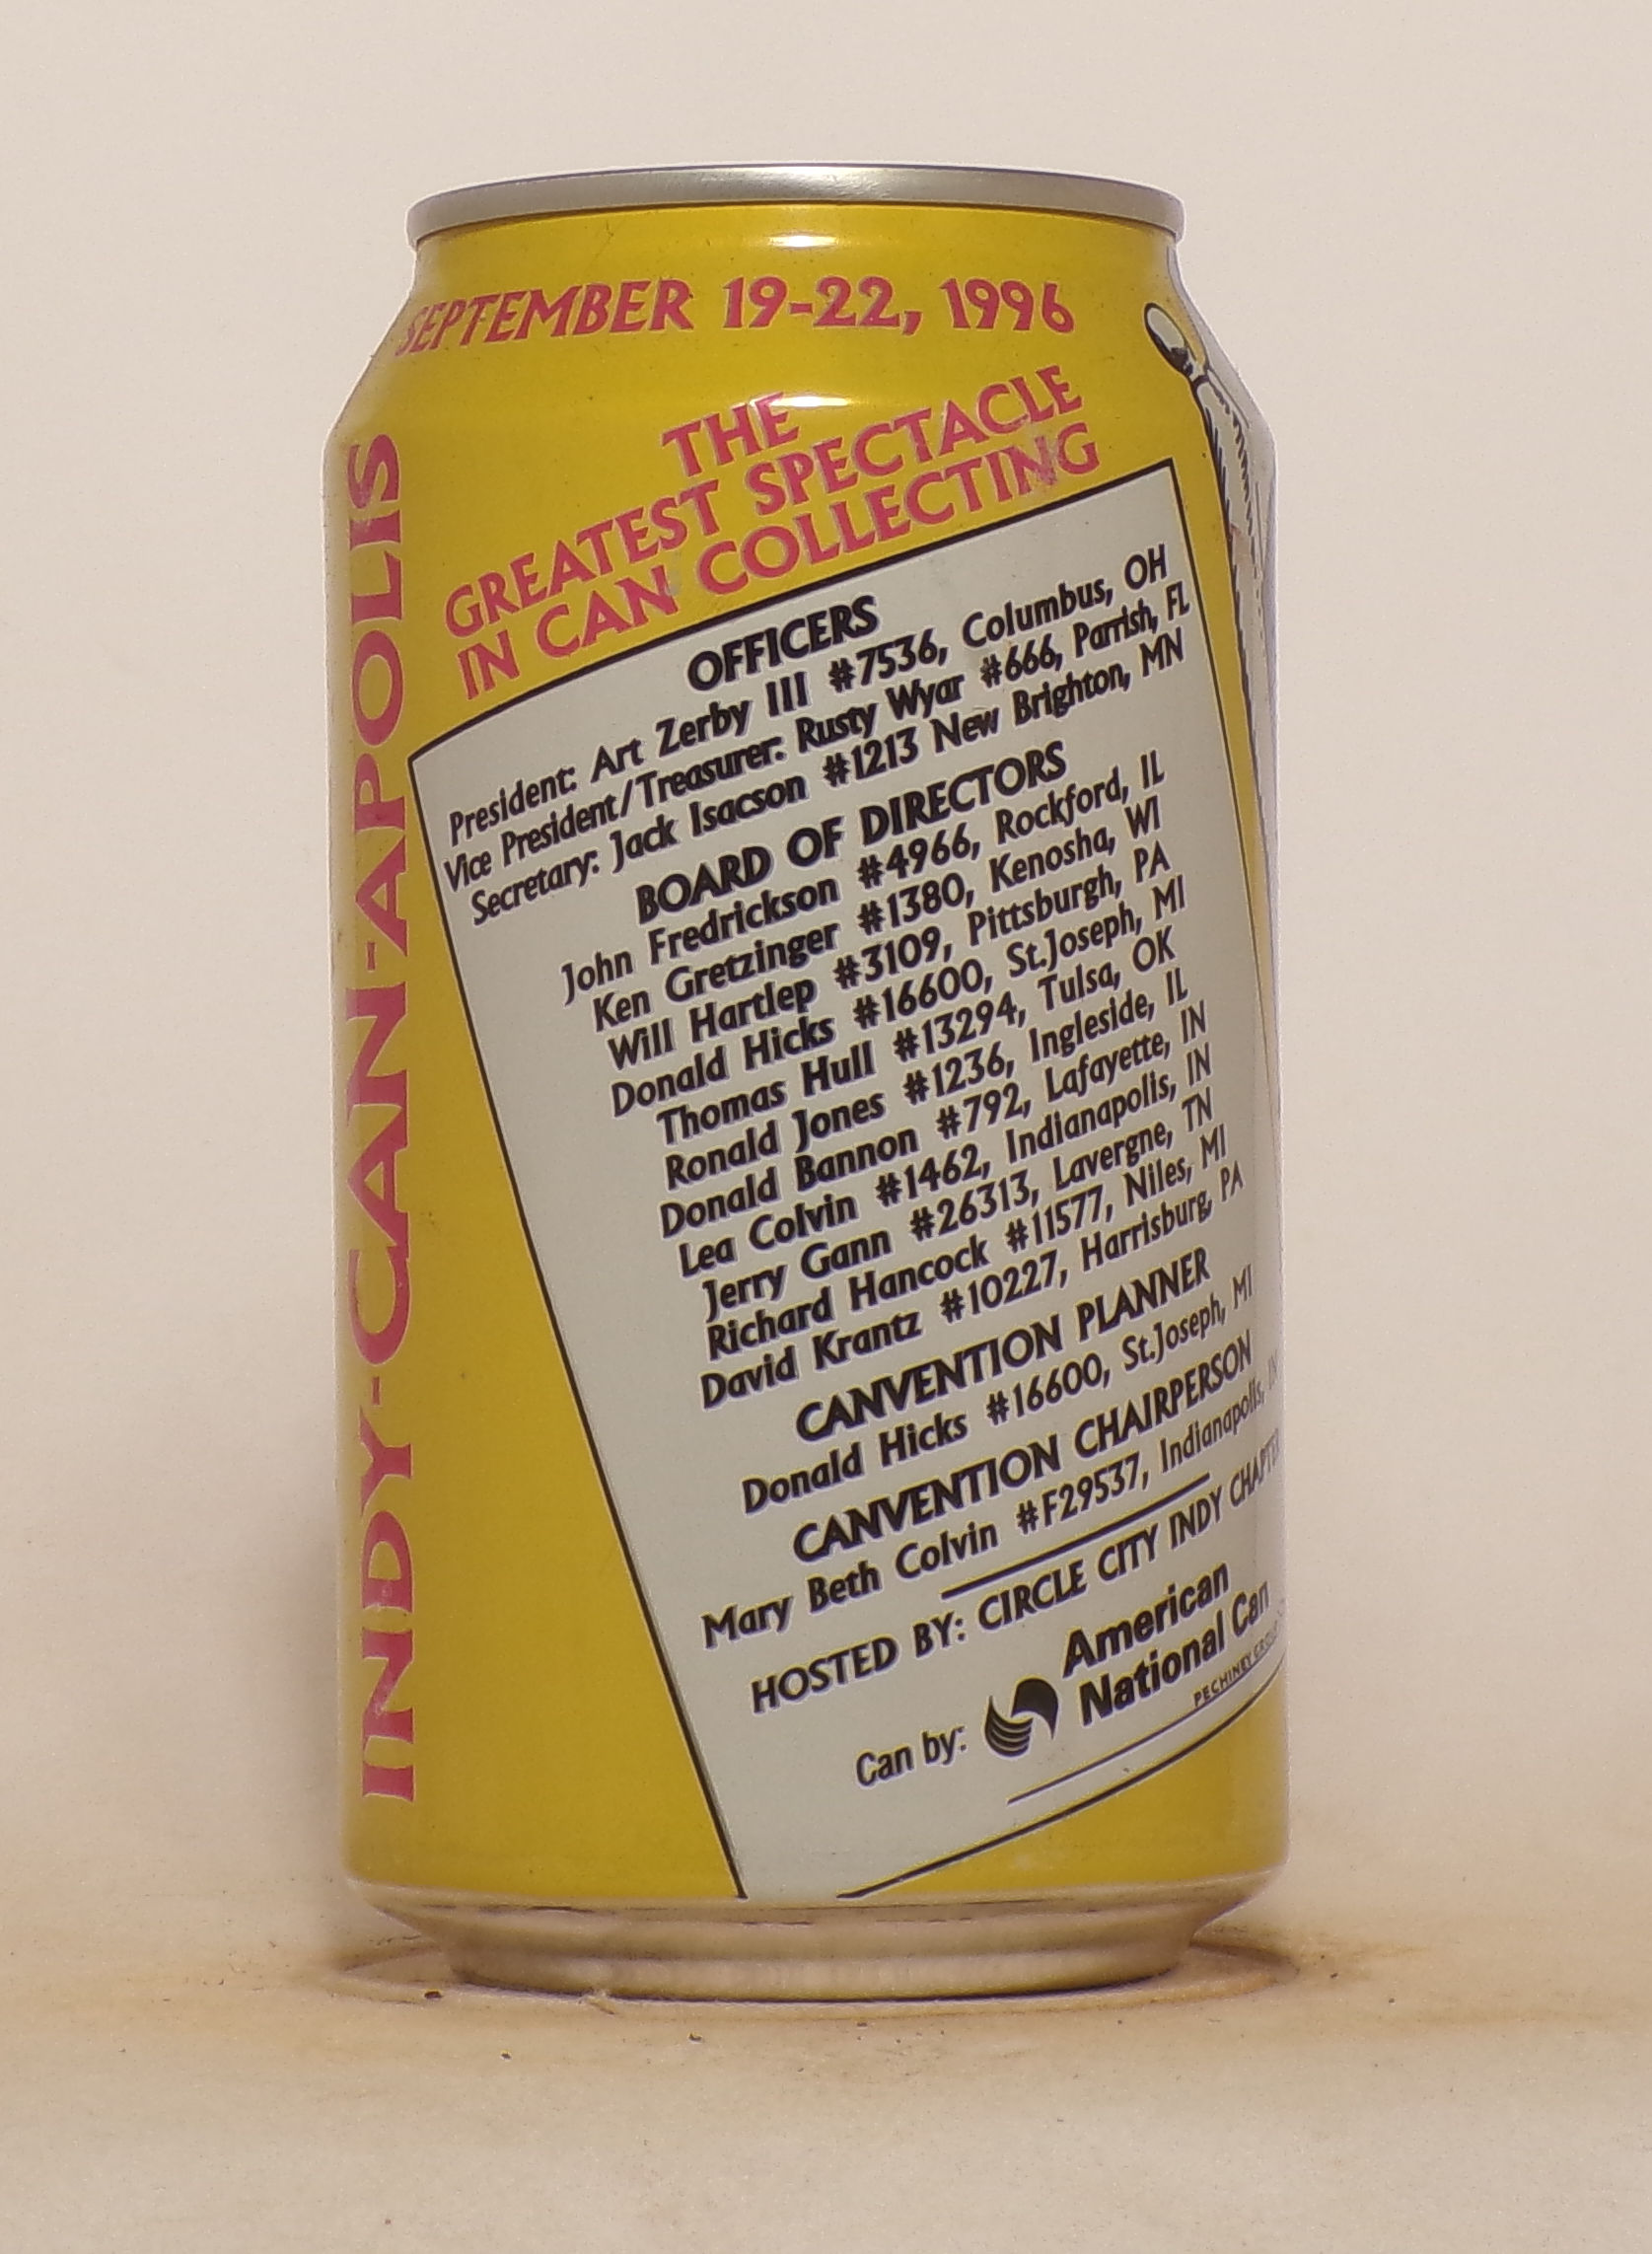 SEPTEMBER 19-22, 1996
THE
GREATEST SPECTACLE
IN CAN COLLECTING
INDY-CAN-APOLIS
OFFICERS
President: Art Zerby III #7536, Columbus, OH
Vice President/Treasurer: Rusty Wyar #666, Parrish, FL
Secretary: Jack Isacson #1213 New Brighton, MN
BOARD OF DIRECTORS
John Fredrickson #4966, Rockford, IL
Ken Gretzinger #1380, Kenosha, WI
Will Hartlep #3109, Pittsburgh, PA
Donald Hicks #16600, St.Joseph, MI
Thomas Hull #13294, Tulsa, OK
Ronald Jones #1236, Ingleside, IL
Donald Bannon #792, Lafayette, IN
Lea Colvin #1462, Indianapolis, IN
Jerry Gann #26313, Lavergne, TN
Richard Hancock #11577, Niles, MI
David Krantz #10227, Harrisburg, PA
CANVENTION PLANNER
Donald Hicks #16600, St.Joseph, MI
CANVENTION CHAIRPERSON
Mary Beth Colvin #F29537, Indianapolis, IN
HOSTED BY: CIRCLE CITY INDY CHAPTE
Can by: American
National Can
PECHINEY GROUP